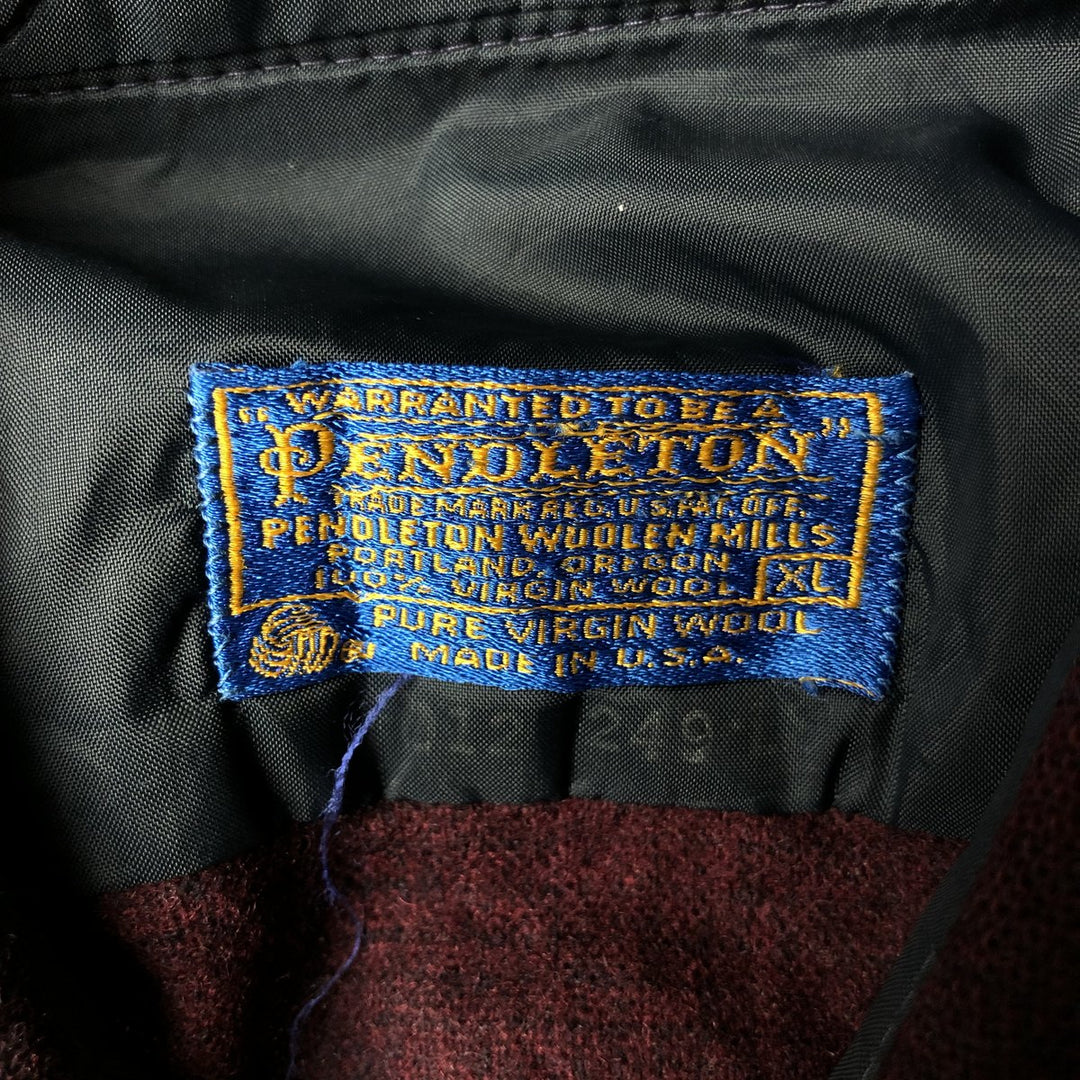 "WARRANTED TO BE A
PENDLETON"
TRADE MARK REG. U.S. PAT. OFF.
PENDLETON WOOLEN MILLS
PORTLAND, OREGON
100% VIRGIN WOOL XL
PURE VIRGIN WOOL
® MADE IN U.S.A.
249